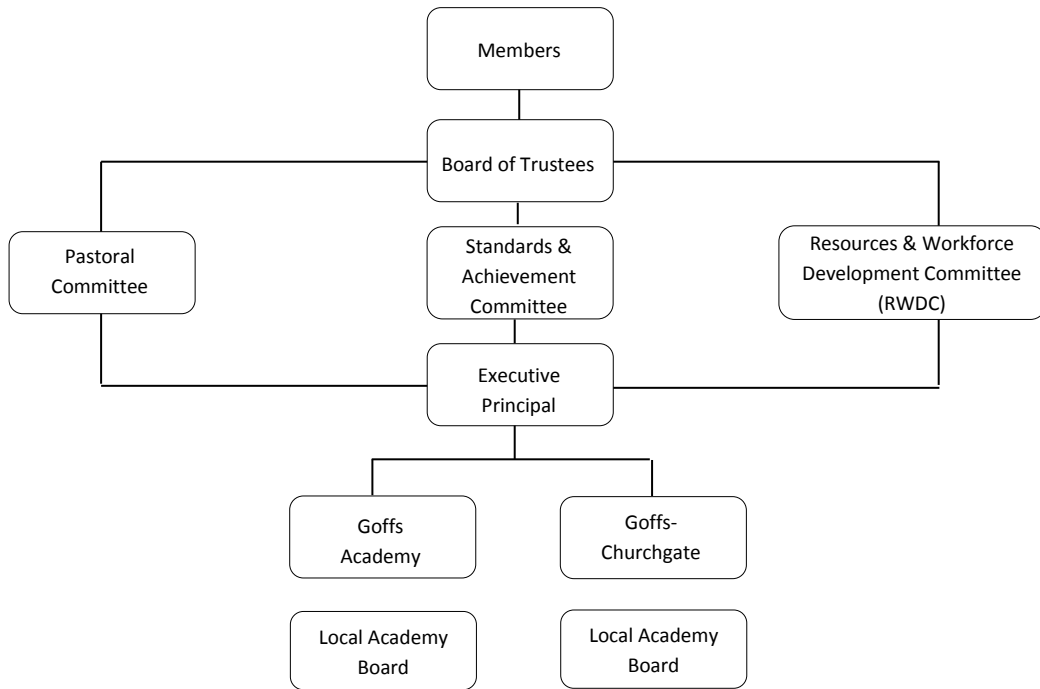 Members
Board of Trustees
Pastoral
Committee
Standards &
Achievement
Committee
Resources & Workforce
Development Committee
(RWDC)
Executive
Principal
Goffs
Academy
Goffs-
Churchgate
Local Academy
Board
Local Academy
Board